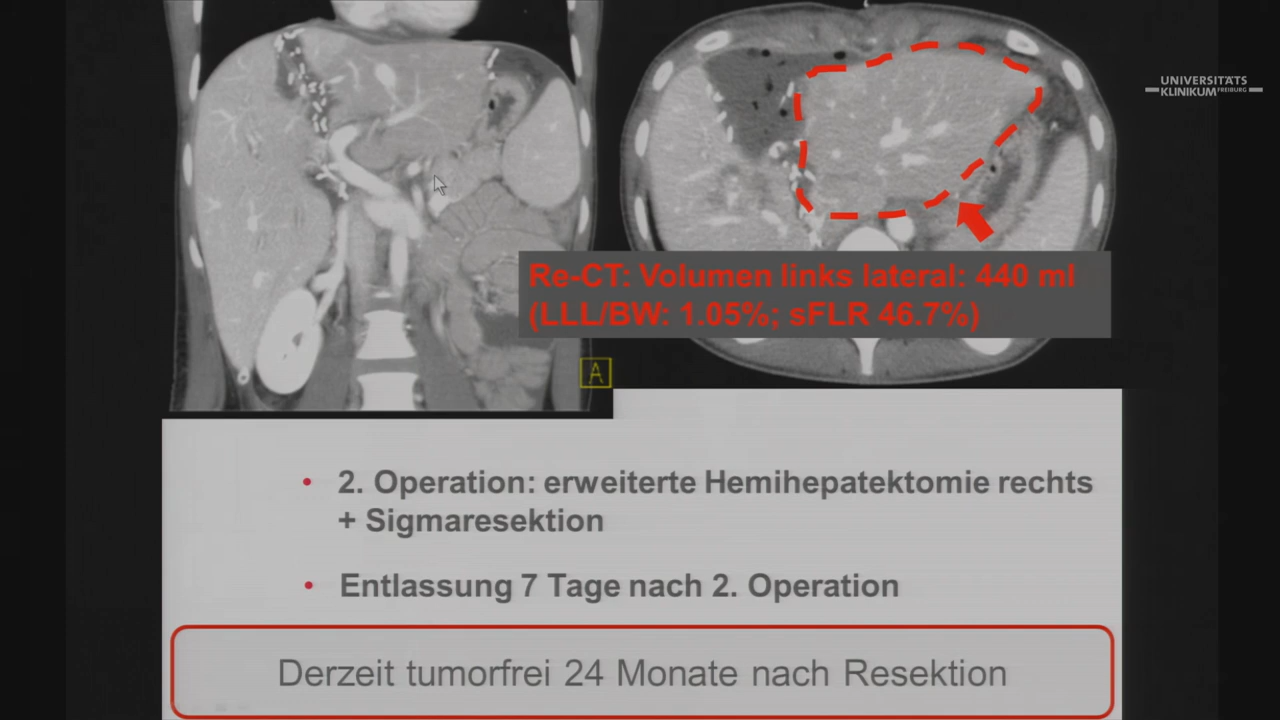 UNIVERSITÄTS
KLINIKUM FREIBURG
Re-CT: Volumen links lateral: 440 ml
(LLL/BW: 1.05%; sFLR 46.7%)
A
• 2. Operation: erweiterte Hemihepatektomie rechts
+ Sigmaresektion
• Entlassung 7 Tage nach 2. Operation
Derzeit tumorfrei 24 Monate nach Resektion